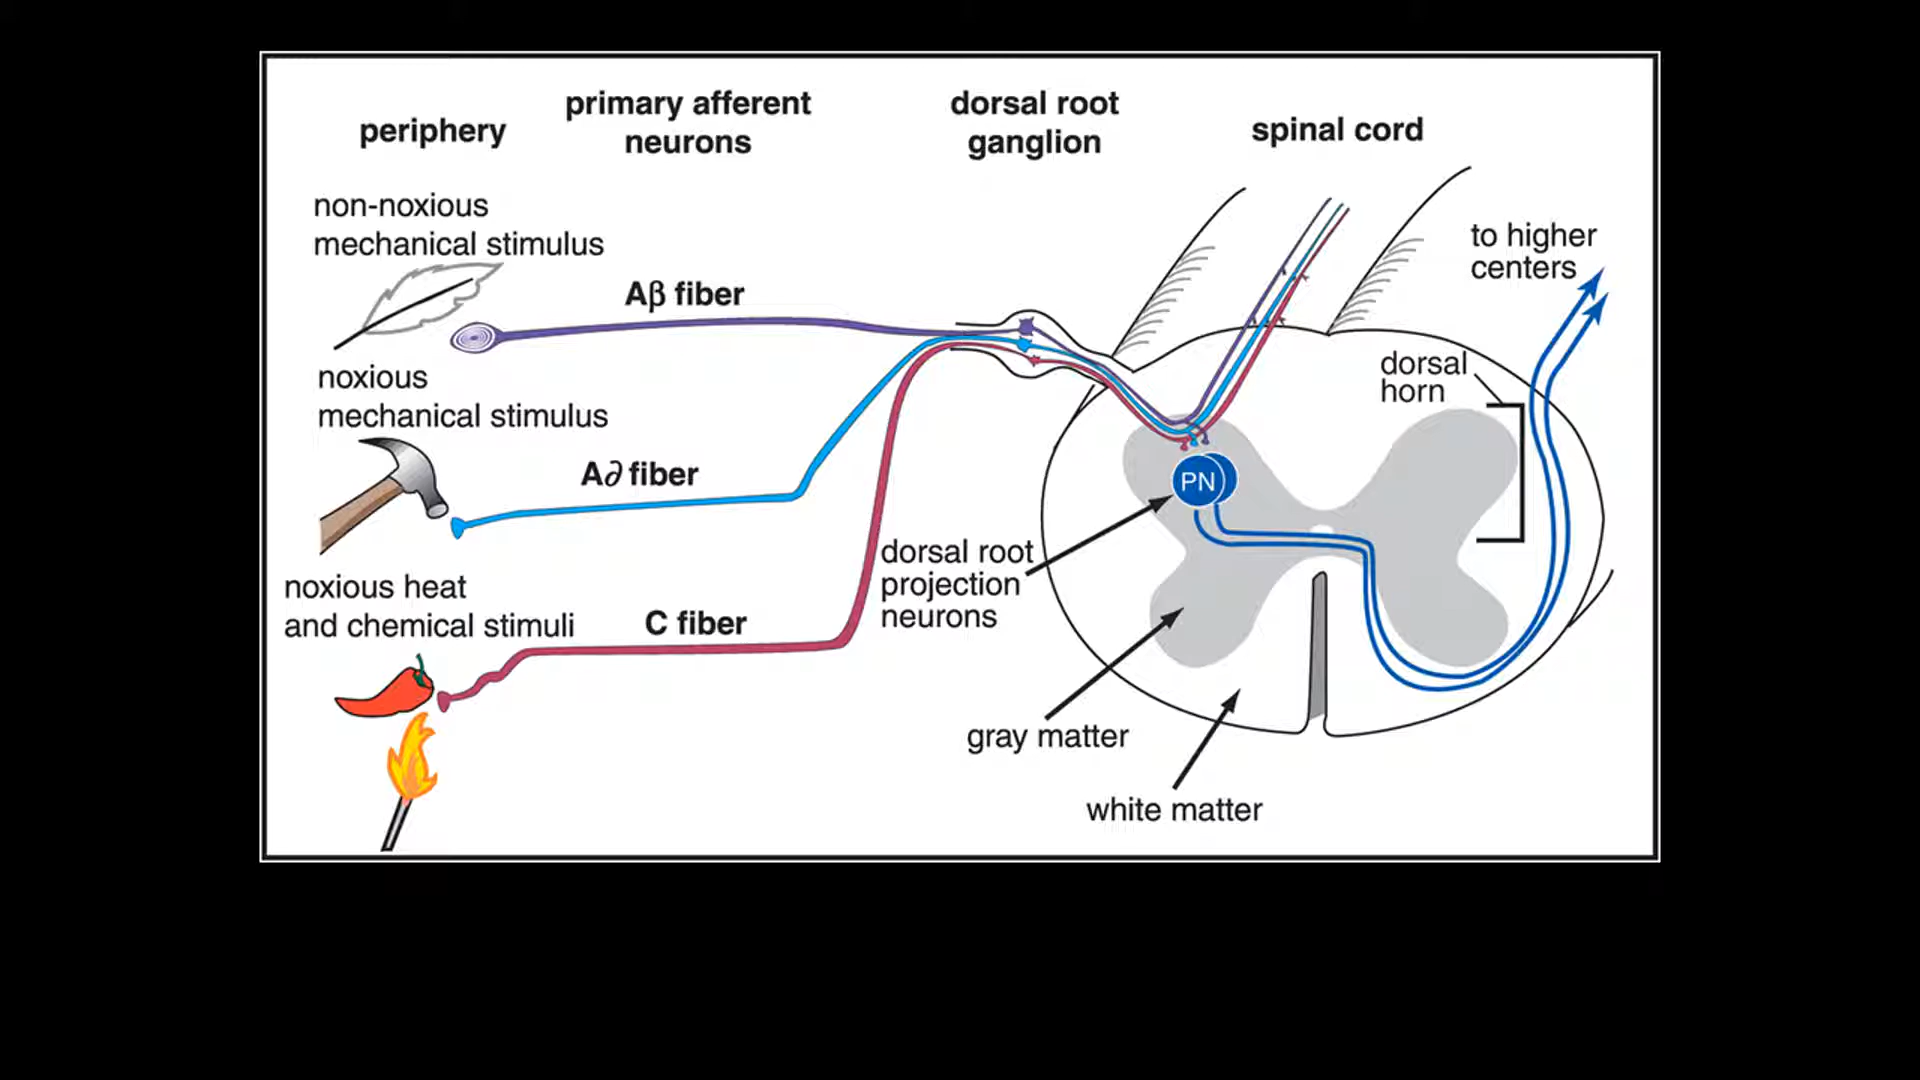 periphery
primary afferent
neurons
dorsal root
ganglion
spinal cord
non-noxious
mechanical stimulus
Aβ fiber
to higher
centers
noxious
mechanical stimulus
dorsal
horn
A∂ fiber
PN
dorsal root
projection
neurons
noxious heat
and chemical stimuli
C fiber
gray matter
white matter